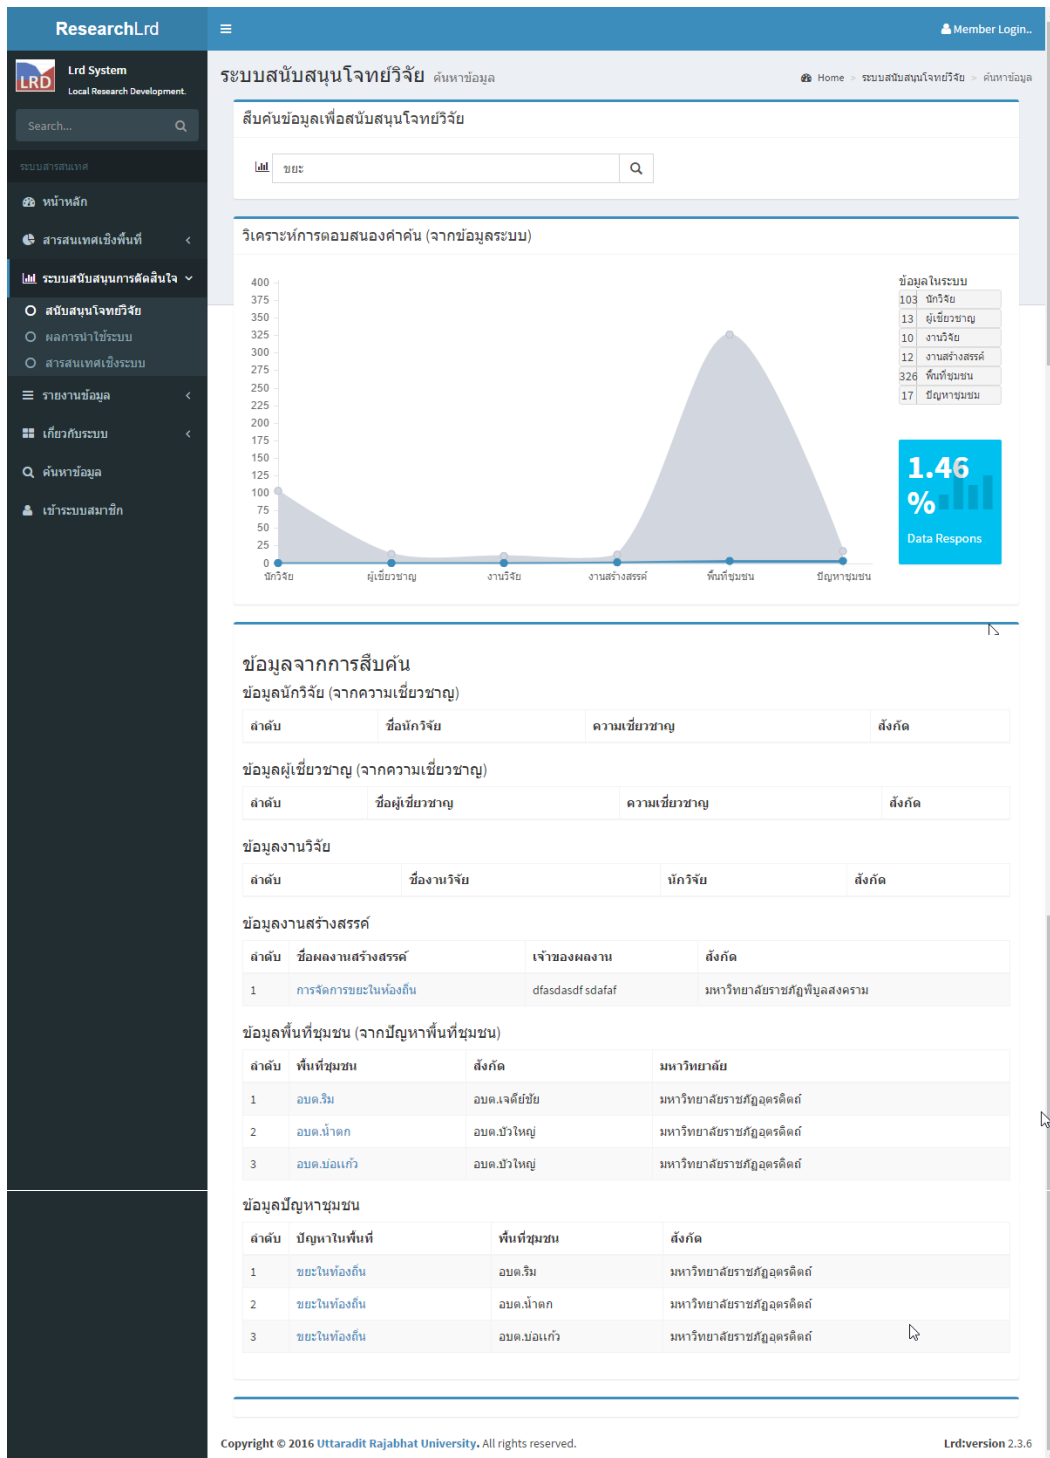 ResearchLrd
Member Login..
Lrd System
Local Research Development.
Search...
ระบบสารสนเทศ
หน้าหลัก
สารสนเทศเชิงพื้นที่
ระบบสนับสนุนการตัดสินใจ
สนับสนุนโจทย์วิจัย
ผลการนำใช้ระบบ
สารสนเทศเชิงระบบ
รายงานข้อมูล
เกี่ยวกับระบบ
ค้นหาข้อมูล
เข้าระบบสมาชิก
ระบบสนับสนุนโจทย์วิจัย ค้นหาข้อมูล
Home > ระบบสนับสนุนโจทย์วิจัย > ค้นหาข้อมูล
สืบค้นข้อมูลเพื่อสนับสนุนโจทย์วิจัย
ขยะ
วิเคราะห์การตอบสนองคำค้น (จากข้อมูลระบบ)
400
375
350
325
300
275
250
225
200
175
150
125
100
75
50
25
0
นักวิจัย ผู้เชี่ยวชาญ งานวิจัย งานสร้างสรรค์ พื้นที่ชุมชน ปัญหาชุมชน
ข้อมูลในระบบ
103 นักวิจัย
13 ผู้เชี่ยวชาญ
10 งานวิจัย
12 งานสร้างสรรค์
326 พื้นที่ชุมชน
17 ปัญหาชุมชม
1.46
%
Data Respons
ข้อมูลจากการสืบค้น
ข้อมูลนักวิจัย (จากความเชี่ยวชาญ)
ลำดับ ชื่อนักวิจัย ความเชี่ยวชาญ สังกัด
ข้อมูลผู้เชี่ยวชาญ (จากความเชี่ยวชาญ)
ลำดับ ชื่อผู้เชี่ยวชาญ ความเชี่ยวชาญ สังกัด
ข้อมูลงานวิจัย
ลำดับ ชื่องานวิจัย นักวิจัย สังกัด
ข้อมูลงานสร้างสรรค์
ลำดับ ชื่อผลงานสร้างสรรค์ เจ้าของผลงาน สังกัด
1 การจัดการขยะในห้องถิ่น dfasdasdf sdafaf มหาวิทยาลัยราชภัฏพิบูลสงคราม
ข้อมูลพื้นที่ชุมชน (จากปัญหาพื้นที่ชุมชน)
ลำดับ พื้นที่ชุมชน สังกัด มหาวิทยาลัย
1 อบต.ริม อบต.เจดีย์ชัย มหาวิทยาลัยราชภัฏอุตรดิตถ์
2 อบต.น้ำตก อบต.บัวใหญ่ มหาวิทยาลัยราชภัฏอุตรดิตถ์
3 อบต.บ่อแก้ว อบต.บัวใหญ่ มหาวิทยาลัยราชภัฏอุตรดิตถ์
ข้อมูลปัญหาชุมชน
ลำดับ ปัญหาในพื้นที่ พื้นที่ชุมชน สังกัด
1 ขยะในท้องถิ่น อบต.ริม มหาวิทยาลัยราชภัฏอุตรดิตถ์
2 ขยะในท้องถิ่น อบต.น้ำตก มหาวิทยาลัยราชภัฏอุตรดิตถ์
3 ขยะในท้องถิ่น อบต.บ่อแก้ว มหาวิทยาลัยราชภัฏอุตรดิตถ์
Copyright © 2016 Uttaradit Rajabhat University. All rights reserved.
Lrd:version 2.3.6